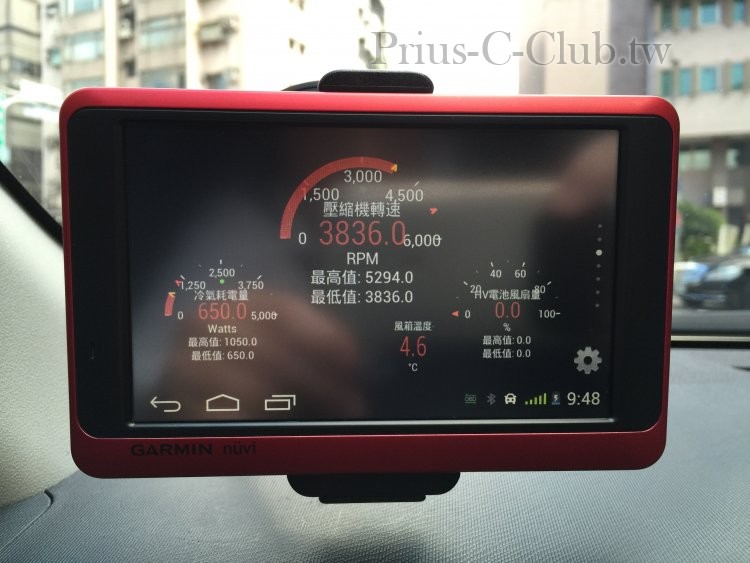 Prius-C-Club.tw
3,000
1,500 4,500
壓縮機轉速
0 3836.0 6,000
RPM
最高值: 5294.0
最低值: 3836.0
2,500
1,250 3,750
冷氣耗電量
0 650.0 5,000
Watts
最高值: 1050.0
最低值: 650.0
40 60
20 80
HV電池風扇量
0 0.0 100
%
最高值: 0.0
最低值: 0.0
風箱溫度
4.6
°C
OBD
9:48
GARMIN nüvi